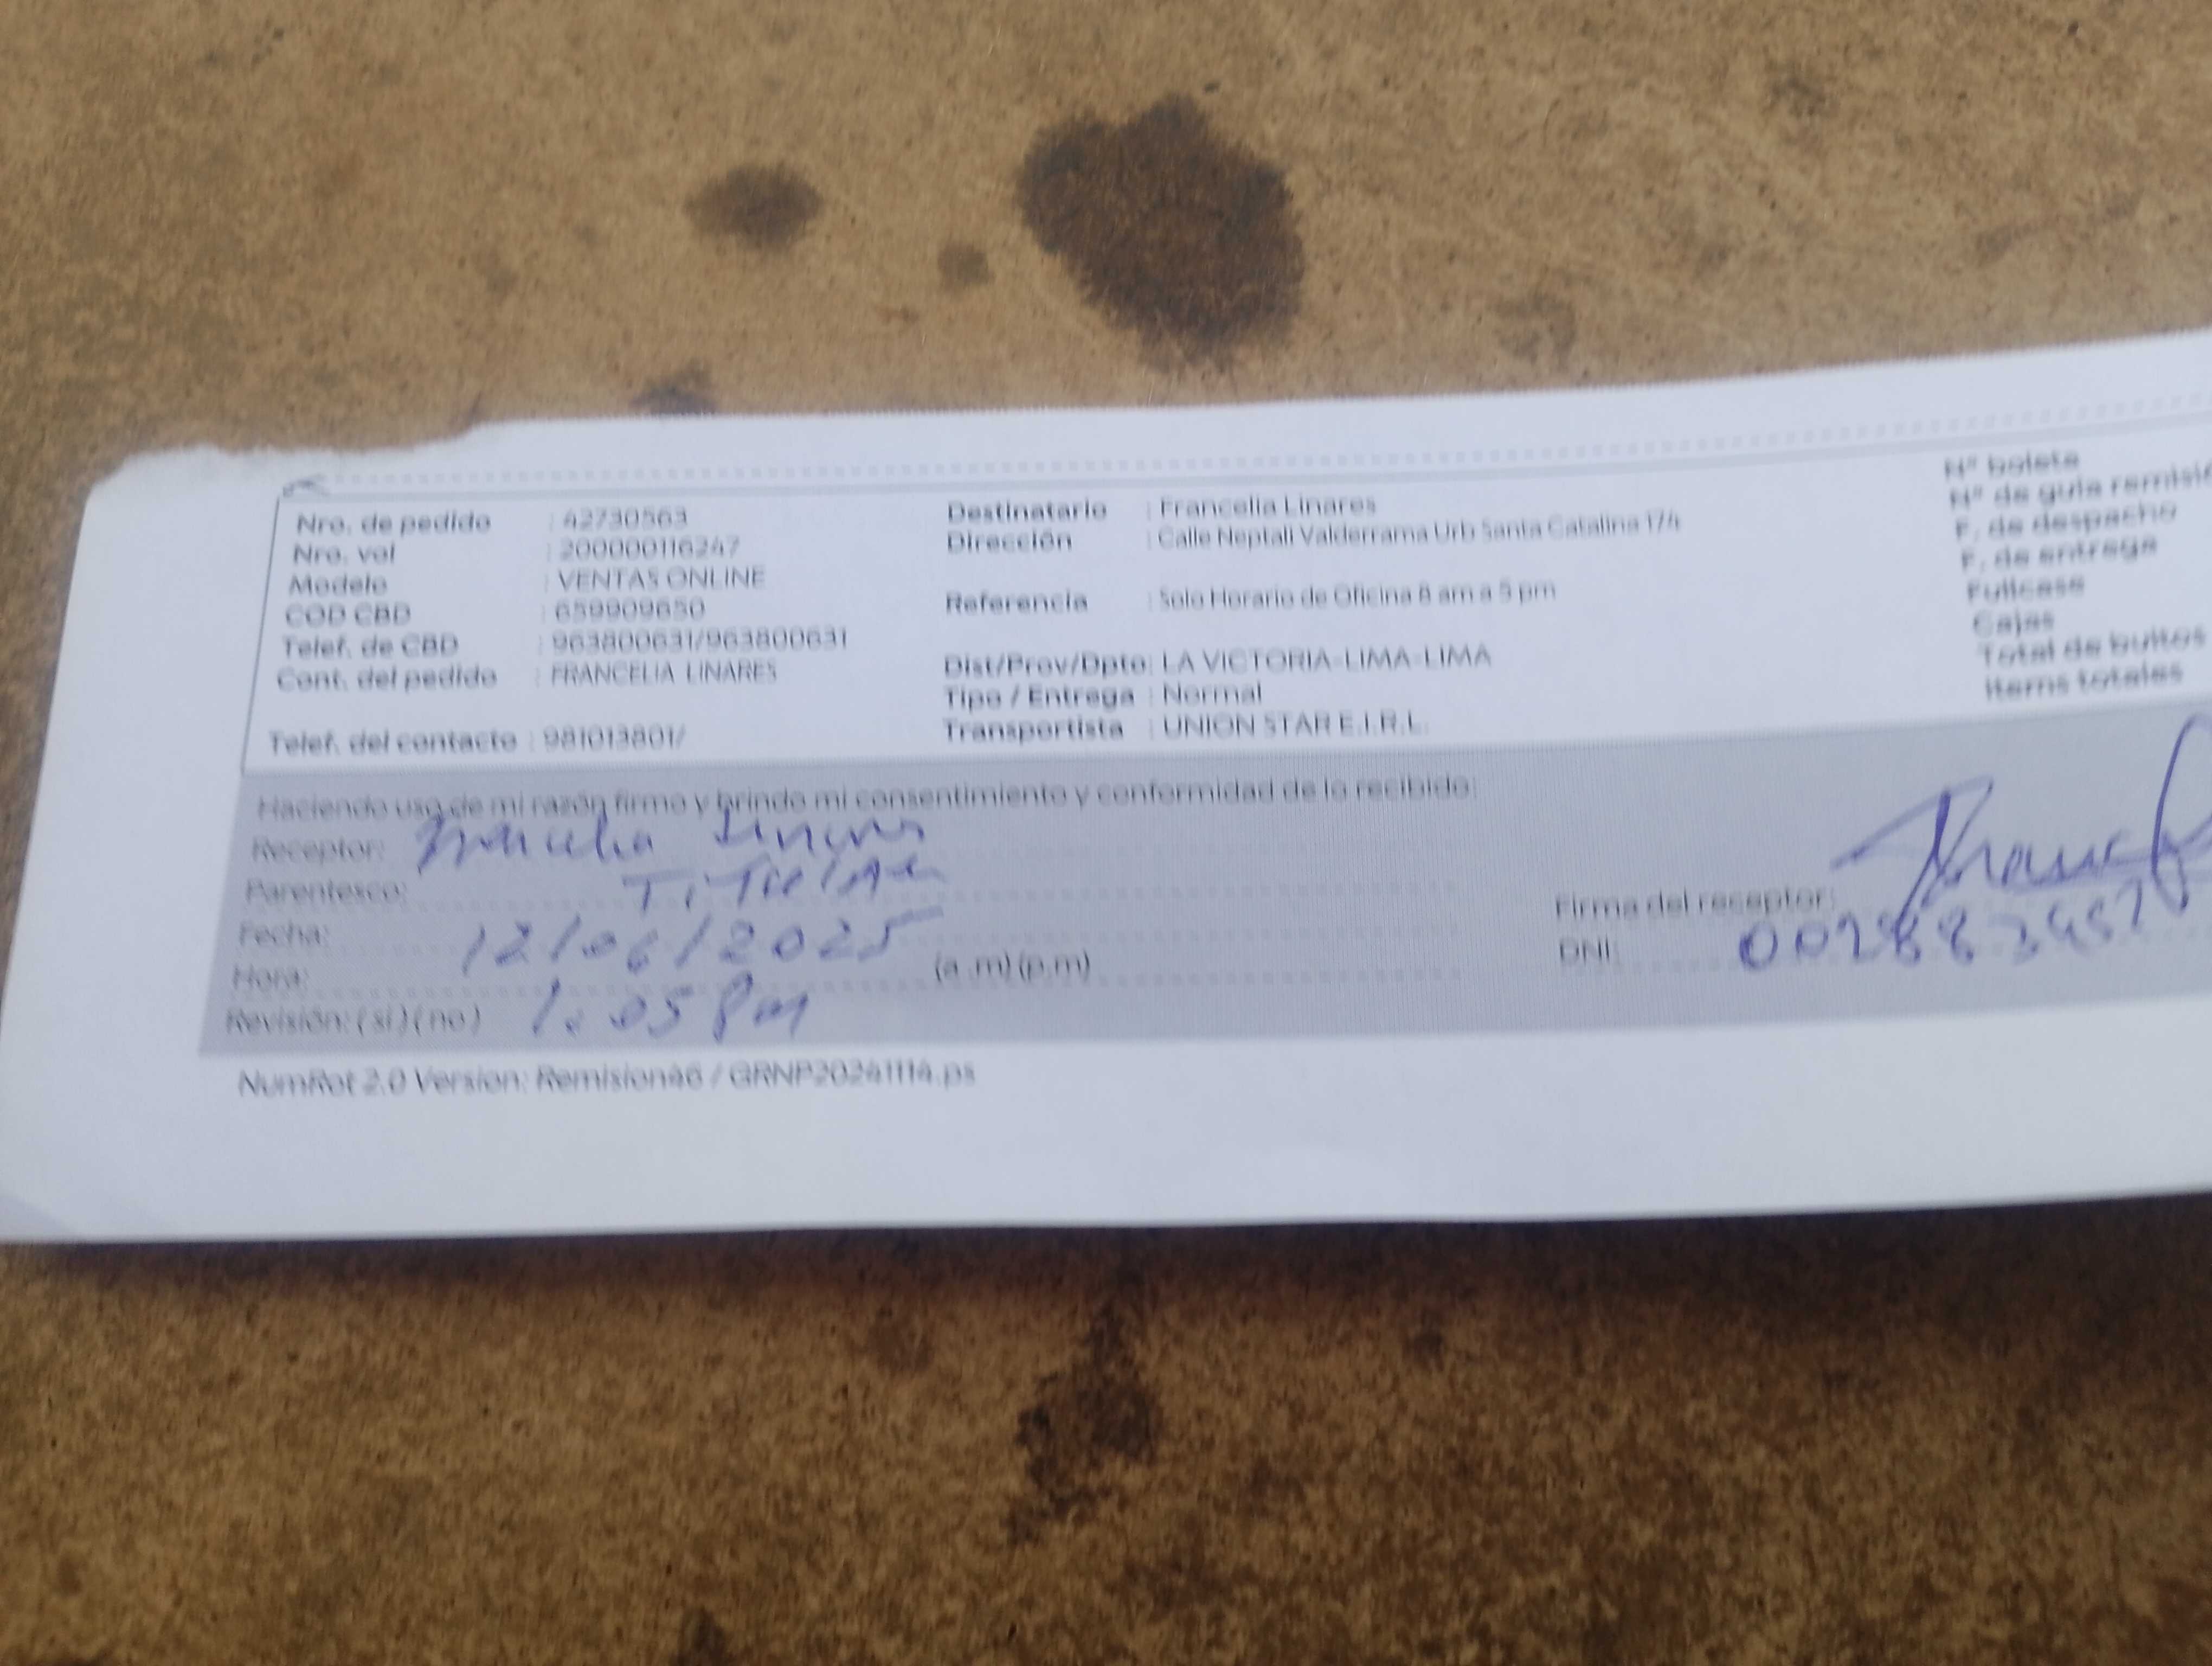 Nro. de pedido : 42730563
Nro. vol : 200000116247
Modelo : VENTAS ONLINE
COD CBD : 659909650
Telef. de CBD : 963800631/963800631
Cont. del pedido : FRANCELIA LINARES
Telef. del contacto : 981013801/
Destinatario : Francelia Linares
Dirección : Calle Neptali Valderrama Urb Santa Catalina 174
Referencia : Solo Horario de Oficina 8 am a 5 pm
Dist/Prov/Dpto: LA VICTORIA-LIMA-LIMA
Tipo / Entrega : Normal
Transportista : UNION STAR E.I.R.L.
N° boleta
N° de guía remisió
F. de despacho
F. de entrega
Fullcase
Cajas
Total de bultos
Items totales
Haciendo uso de mi razón firmo y brindo mi consentimiento y conformidad de lo recibido:
Receptor: Francelia Linares
Parentesco: TiTULAR
Fecha: 12/06/2025
Hora: (a .m) (p.m)
Revisión: ( si ) ( no ) 1:05 Pm
Firma del receptor:
DNI:
NumRot 2.0 Version: Remision46 / GRNP20241114.ps